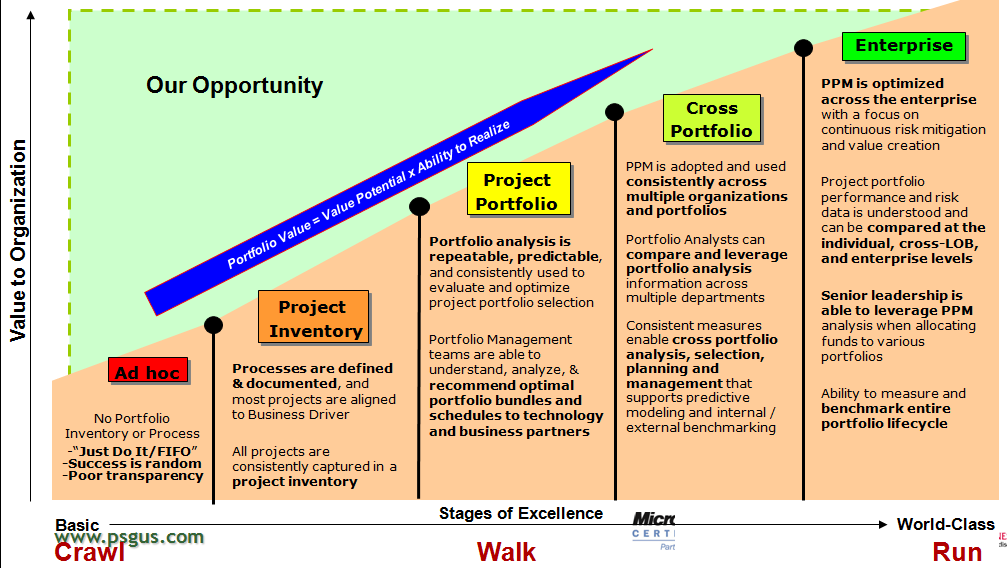 Value to Organization
Our Opportunity
Portfolio Value = Value Potential x Ability to Realize
Ad hoc
No Portfolio
Inventory or Process
-“Just Do It/FIFO”
-Success is random
-Poor transparency
Project
Inventory
Processes are defined
& documented, and
most projects are aligned
to Business Driver
All projects are
consistently captured in a
project inventory
Project
Portfolio
Portfolio analysis is
repeatable, predictable,
and consistently used to
evaluate and optimize
project portfolio selection
Portfolio Management
teams are able to
understand, analyze, &
recommend optimal
portfolio bundles and
schedules to technology
and business partners
Cross
Portfolio
PPM is adopted and used
consistently across
multiple organizations
and portfolios
Portfolio Analysts can
compare and leverage
portfolio analysis
information across
multiple departments
Consistent measures
enable cross portfolio
analysis, selection,
planning and
management that
supports predictive
modeling and internal /
external benchmarking
Enterprise
PPM is optimized
across the enterprise
with a focus on
continuous risk mitigation
and value creation
Project portfolio
performance and risk
data is understood and
can be compared at the
individual, cross-LOB,
and enterprise levels
Senior leadership is
able to leverage PPM
analysis when allocating
funds to various
portfolios
Ability to measure and
benchmark entire
portfolio lifecycle
Basic
Stages of Excellence
World-Class
www.psgus.com
Crawl
Walk
Run